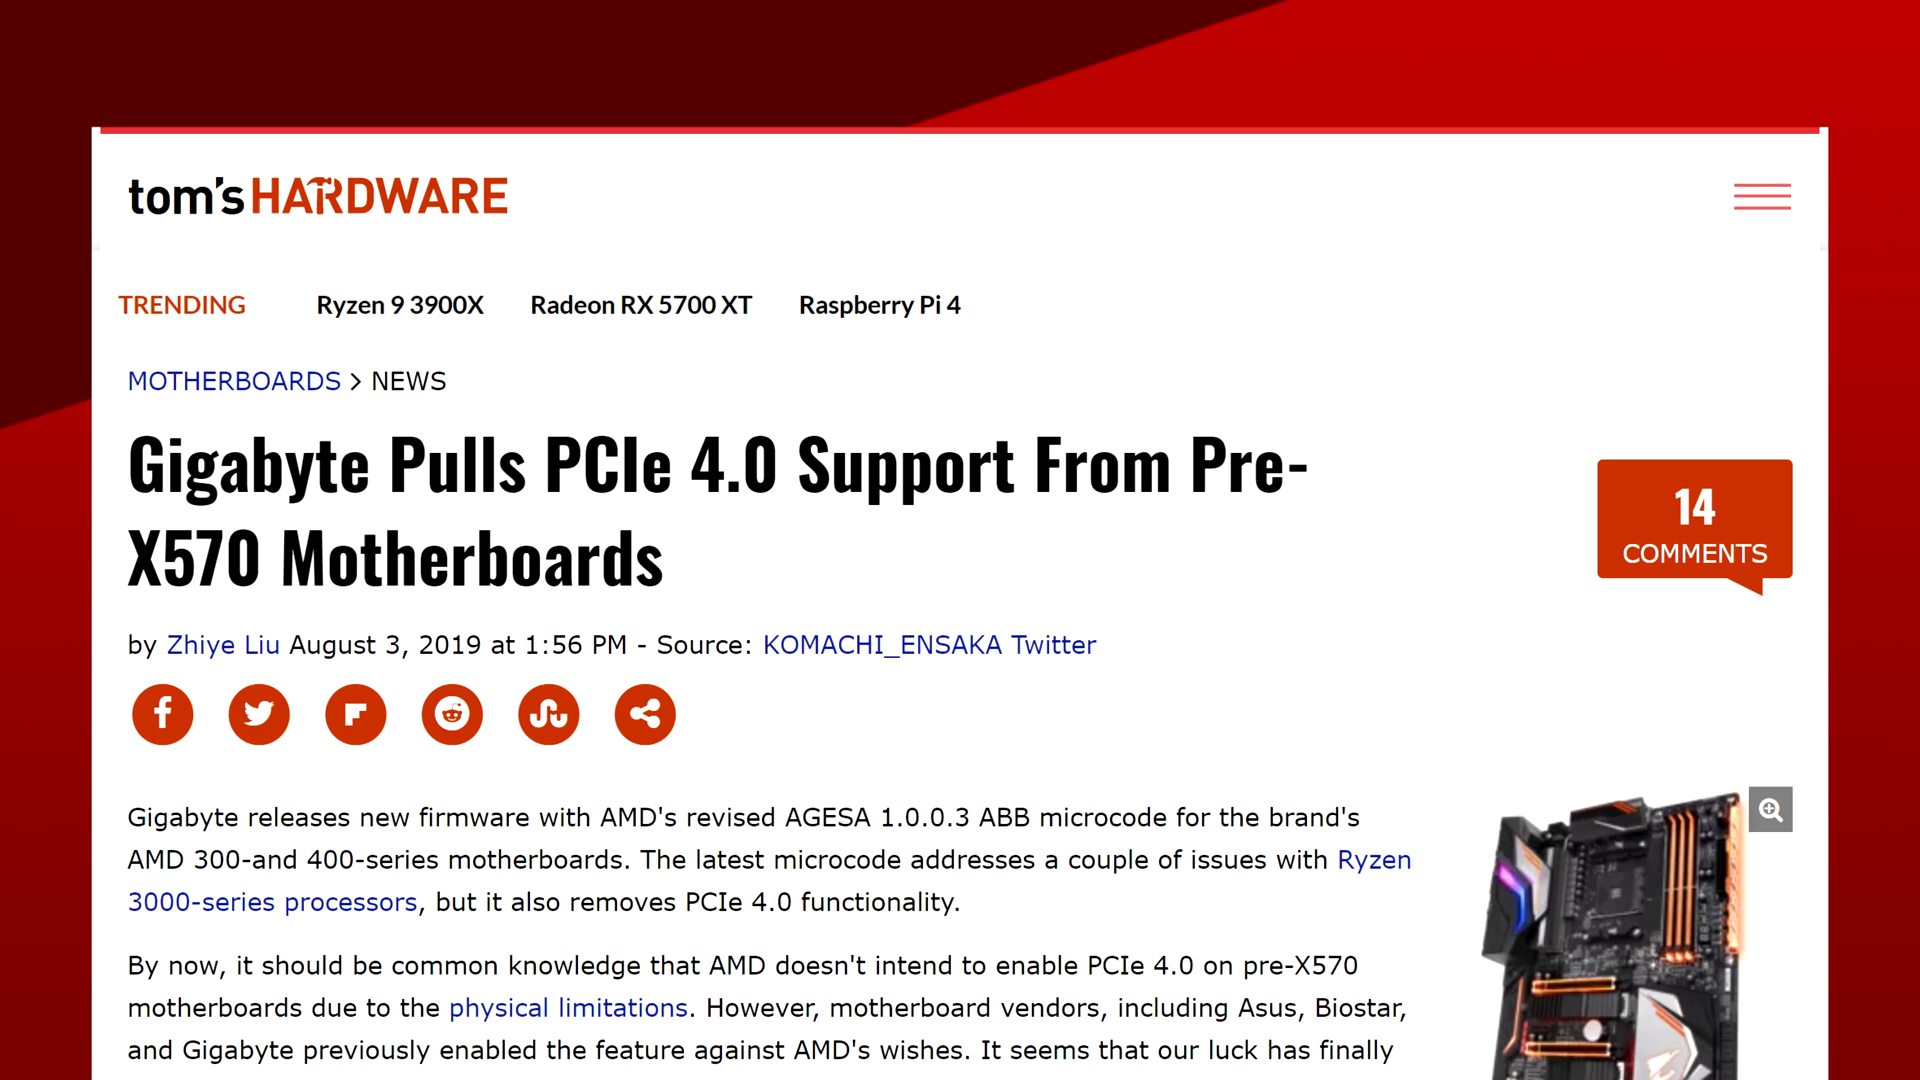 tom'sHARDWARE
TRENDING Ryzen 9 3900X Radeon RX 5700 XT Raspberry Pi 4
MOTHERBOARDS > NEWS
Gigabyte Pulls PCIe 4.0 Support From Pre-
X570 Motherboards
14
COMMENTS
by Zhiye Liu August 3, 2019 at 1:56 PM - Source: KOMACHI_ENSAKA Twitter
Gigabyte releases new firmware with AMD's revised AGESA 1.0.0.3 ABB microcode for the brand's
AMD 300-and 400-series motherboards. The latest microcode addresses a couple of issues with Ryzen
3000-series processors, but it also removes PCIe 4.0 functionality.
By now, it should be common knowledge that AMD doesn't intend to enable PCIe 4.0 on pre-X570
motherboards due to the physical limitations. However, motherboard vendors, including Asus, Biostar,
and Gigabyte previously enabled the feature against AMD's wishes. It seems that our luck has finally